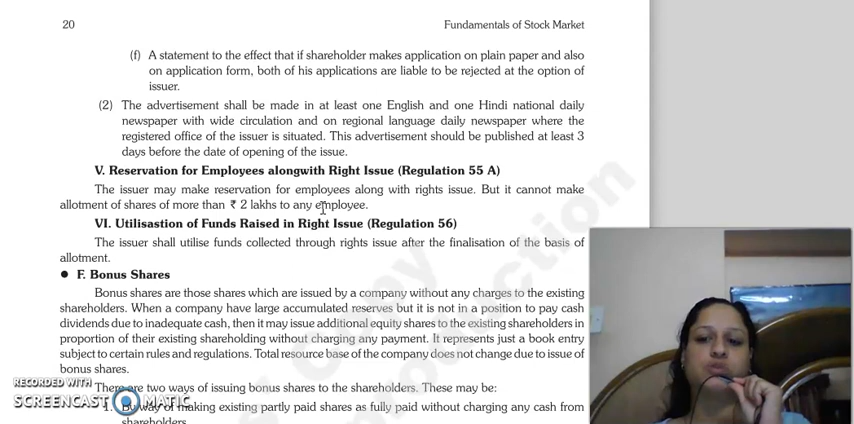 20 Fundamentals of Stock Market
(f) A statement to the effect that if shareholder makes application on plain paper and also
on application form, both of his applications are liable to be rejected at the option of
issuer.
(2) The advertisement shall be made in at least one English and one Hindi national daily
newspaper with wide circulation and on regional language daily newspaper where the
registered office of the issuer is situated. This advertisement should be published at least 3
days before the date of opening of the issue.
V. Reservation for Employees alongwith Right Issue (Regulation 55 A)
The issuer may make reservation for employees along with rights issue. But it cannot make
allotment of shares of more than ₹ 2 lakhs to any employee.
VI. Utilisastion of Funds Raised in Right Issue (Regulation 56)
The issuer shall utilise funds collected through rights issue after the finalisation of the basis of
allotment.
● F. Bonus Shares
Bonus shares are those shares which are issued by a company without any charges to the existing
shareholders. When a company have large accumulated reserves but it is not in a position to pay cash
dividends due to inadequate cash, then it may issue additional equity shares to the existing shareholders in
proportion of their existing shareholding without charging any payment. It represents just a book entry
subject to certain rules and regulations. Total resource base of the company does not change due to issue of
bonus shares.
There are two ways of issuing bonus shares to the shareholders. These may be:
1. By way of making existing partly paid shares as fully paid without charging any cash from
shareholders
RECORDED WITH
SCREENCAST MATIC
Copy
production